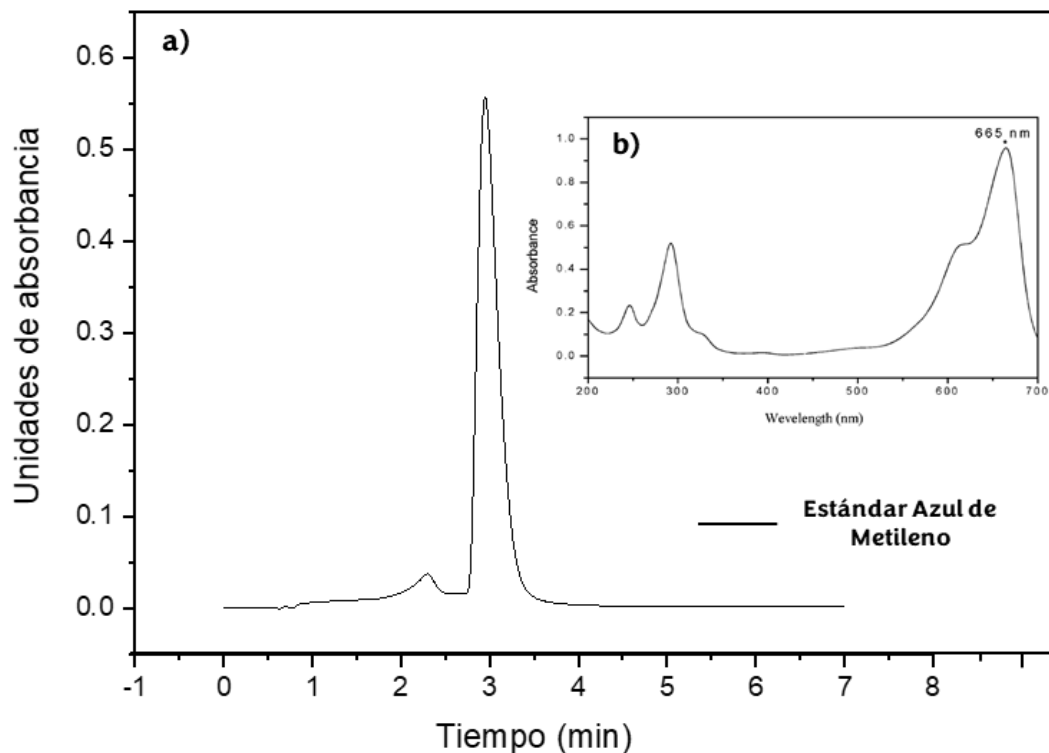 a)
0.6
0.5
0.4
0.3
0.2
0.1
0.0
Unidades de absorbancia
-1 0 1 2 3 4 5 6 7 8
Tiempo (min)
b)
665 nm
1.0
0.8
0.6
0.4
0.2
0.0
Absorbance
200 300 400 500 600 700
Wevelength (nm)
Estándar Azul de
Metileno